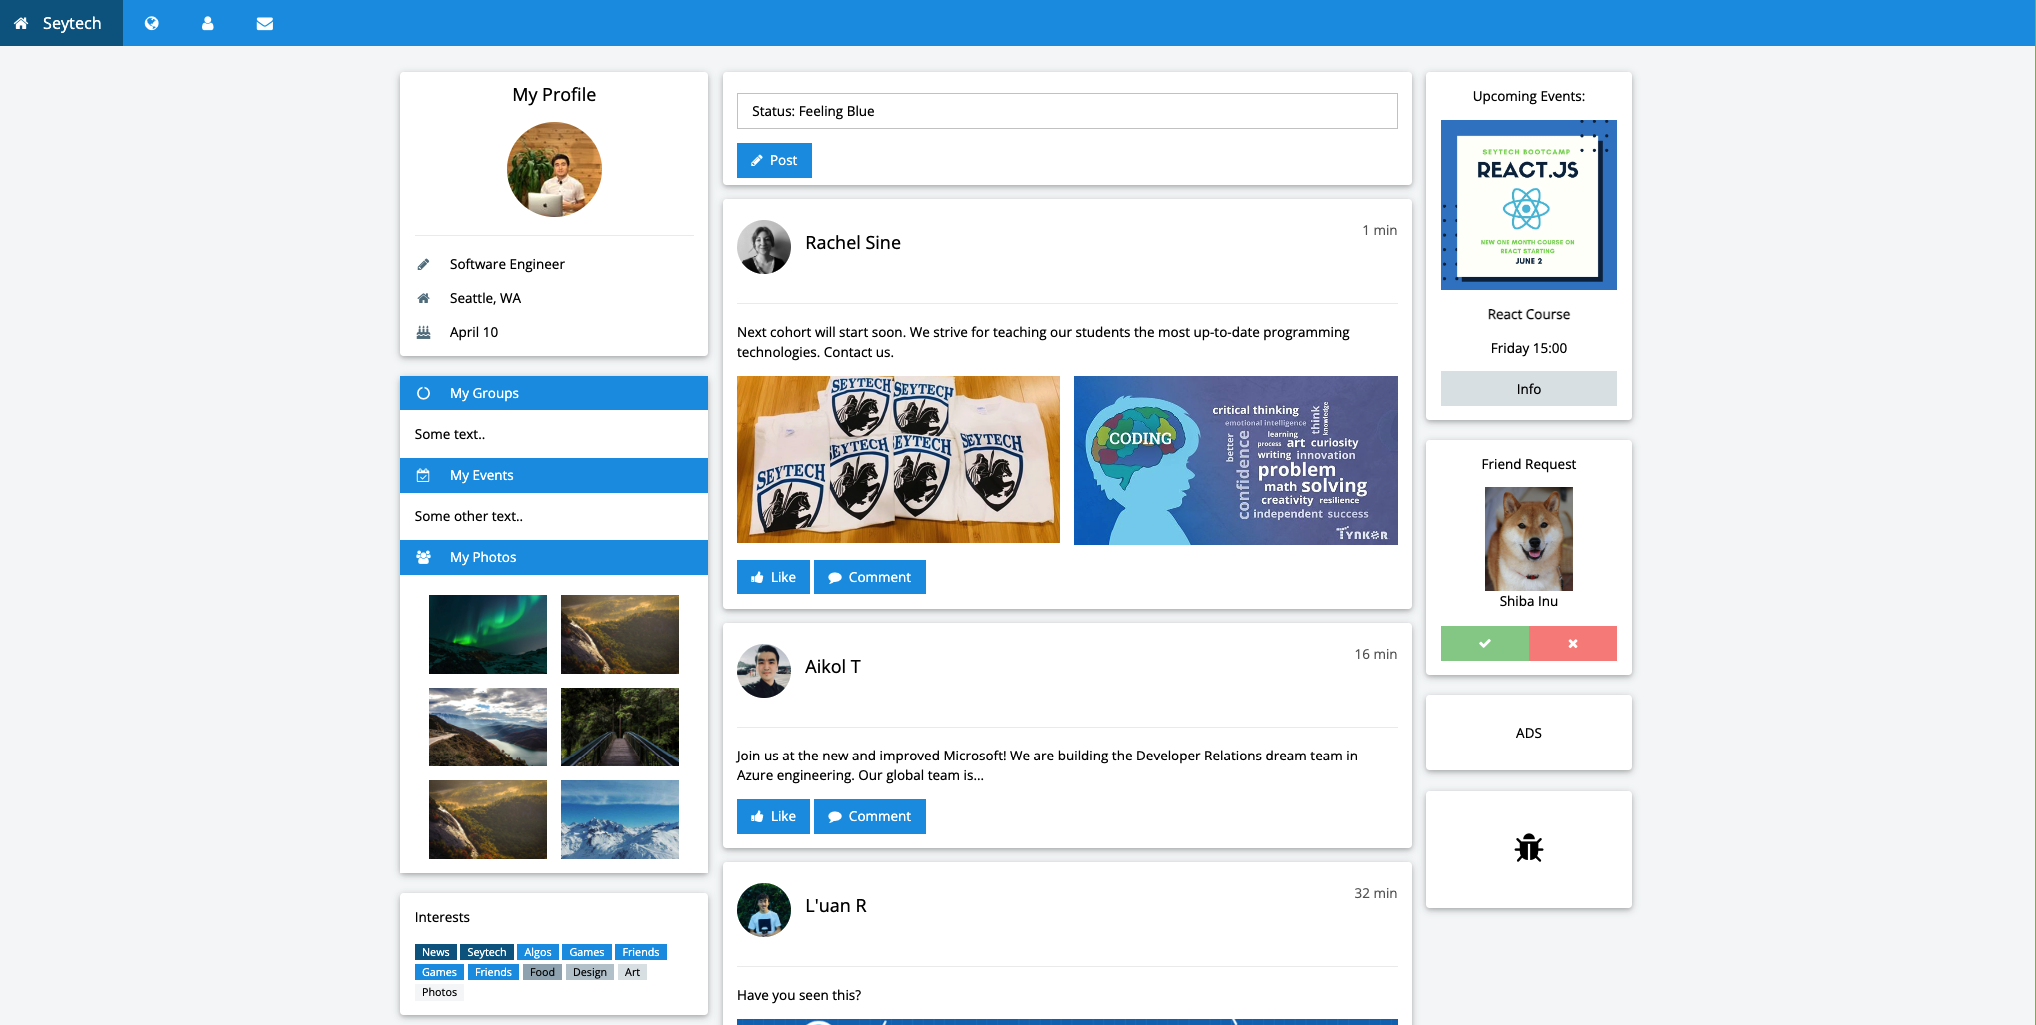 Seytech
My Profile
Software Engineer
Seattle, WA
April 10
My Groups
Some text..
My Events
Some other text..
My Photos
Interests
News Seytech Algos Games Friends
Games Friends Food Design Art
Photos
Status: Feeling Blue
Post
Rachel Sine
1 min
Next cohort will start soon. We strive for teaching our students the most up-to-date programming
technologies. Contact us.
SEYTECH SEYTECH
SEYTECH SEYTECH SEYTECH SEYTECH
CODING
critical thinking
emotional intelligence
think
knowledge
better
confidence
learning
process art curiosity
writing innovation
problem
math solving
creativity resilience
independent success
TYNKER
Like Comment
Aikol T
16 min
Join us at the new and improved Microsoft! We are building the Developer Relations dream team in
Azure engineering. Our global team is...
Like Comment
L'uan R
32 min
Have you seen this?
Upcoming Events:
SEYTECH BOOTCAMP
REACT.JS
NEW ONE MONTH COURSE ON
REACT STARTING
JUNE 2
React Course
Friday 15:00
Info
Friend Request
Shiba Inu
ADS